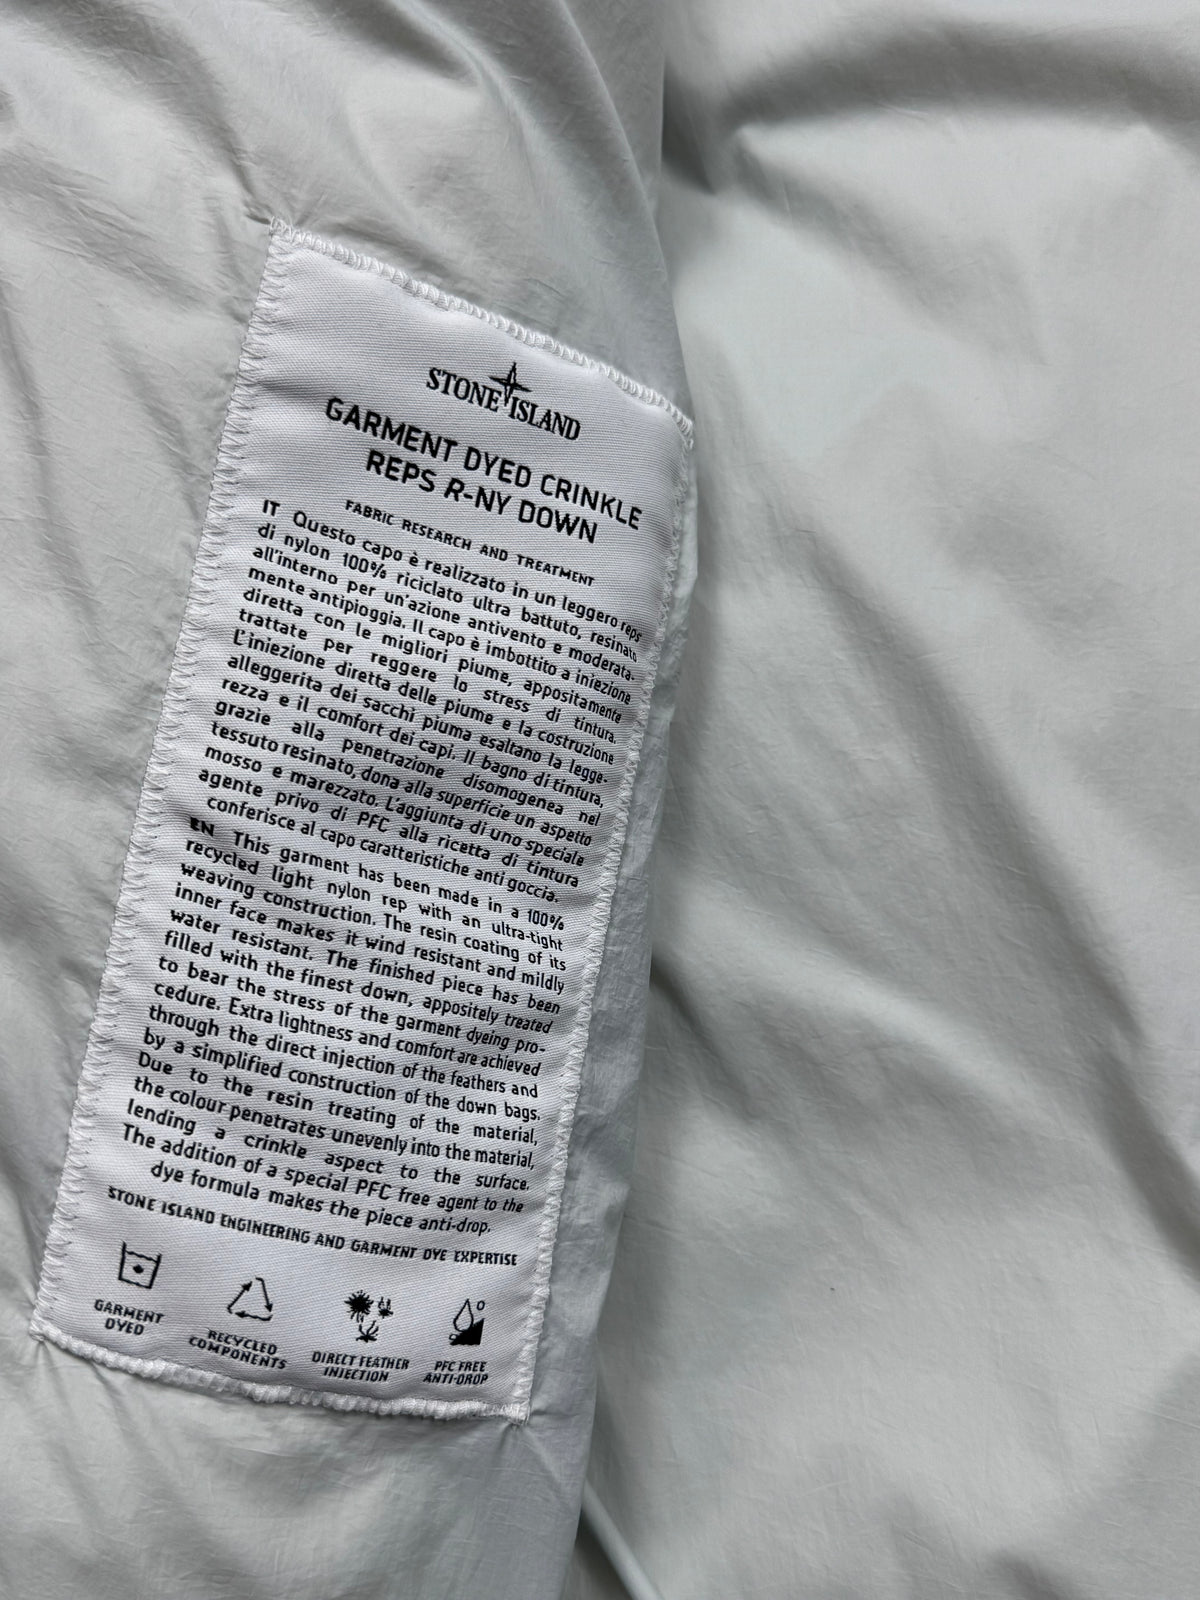 STONE ISLAND
GARMENT DYED CRINKLE
REPS R-NY DOWN
FABRIC RESEARCH AND TREATMENT
IT Questo capo è realizzato in un leggero reps
di nylon 100% riciclato ultra battuto, resinato
all'interno per un'azione antivento e moderata-
mente antipioggia. Il capo è imbottito a iniezione
diretta con le migliori piume, appositamente
trattate per reggere lo stress di tintura.
L'iniezione diretta delle piume e la costruzione
alleggerita dei sacchi piuma esaltano la legge-
rezza e il comfort dei capi. Il bagno di tintura,
grazie alla penetrazione disomogenea nel
tessuto resinato, dona alla superficie un aspetto
mosso e marezzato. L'aggiunta di uno speciale
agente privo di PFC alla ricetta di tintura
conferisce al capo caratteristiche anti goccia.
EN This garment has been made in a 100%
recycled light nylon rep with an ultra-tight
weaving construction. The resin coating of its
inner face makes it wind resistant and mildly
water resistant. The finished piece has been
filled with the finest down, appositely treated
to bear the stress of the garment dyeing pro-
cedure. Extra lightness and comfort are achieved
through the direct injection of the feathers and
by a simplified construction of the down bags.
Due to the resin treating of the material,
the colour penetrates unevenly into the material,
lending a crinkle aspect to the surface.
The addition of a special PFC free agent to the
dye formula makes the piece anti-drop.
STONE ISLAND ENGINEERING AND GARMENT DYE EXPERTISE
GARMENT
DYED
RECYCLED
COMPONENTS
DIRECT FEATHER
INJECTION
PFC FREE
ANTI-DROP